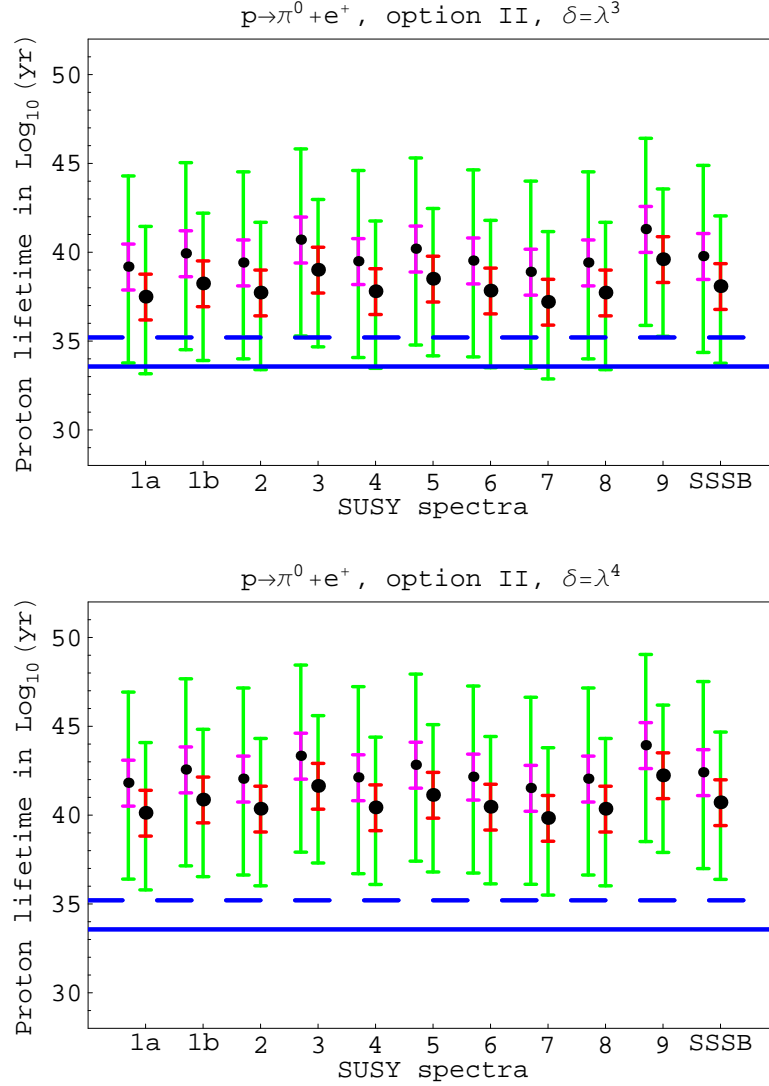 p→π⁰+e⁺, option II, δ=λ³
Proton lifetime in Log₁₀(yr)
50
45
40
35
30
1a 1b 2 3 4 5 6 7 8 9 SSSB
SUSY spectra
p→π⁰+e⁺, option II, δ=λ⁴
Proton lifetime in Log₁₀(yr)
50
45
40
35
30
1a 1b 2 3 4 5 6 7 8 9 SSSB
SUSY spectra